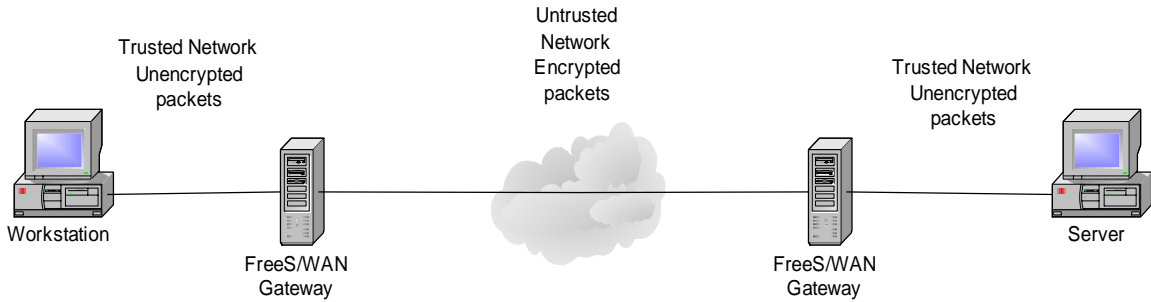 Trusted Network
Unencrypted
packets
Untrusted
Network
Encrypted
packets
Trusted Network
Unencrypted
packets
Workstation
FreeS/WAN
Gateway
FreeS/WAN
Gateway
Server